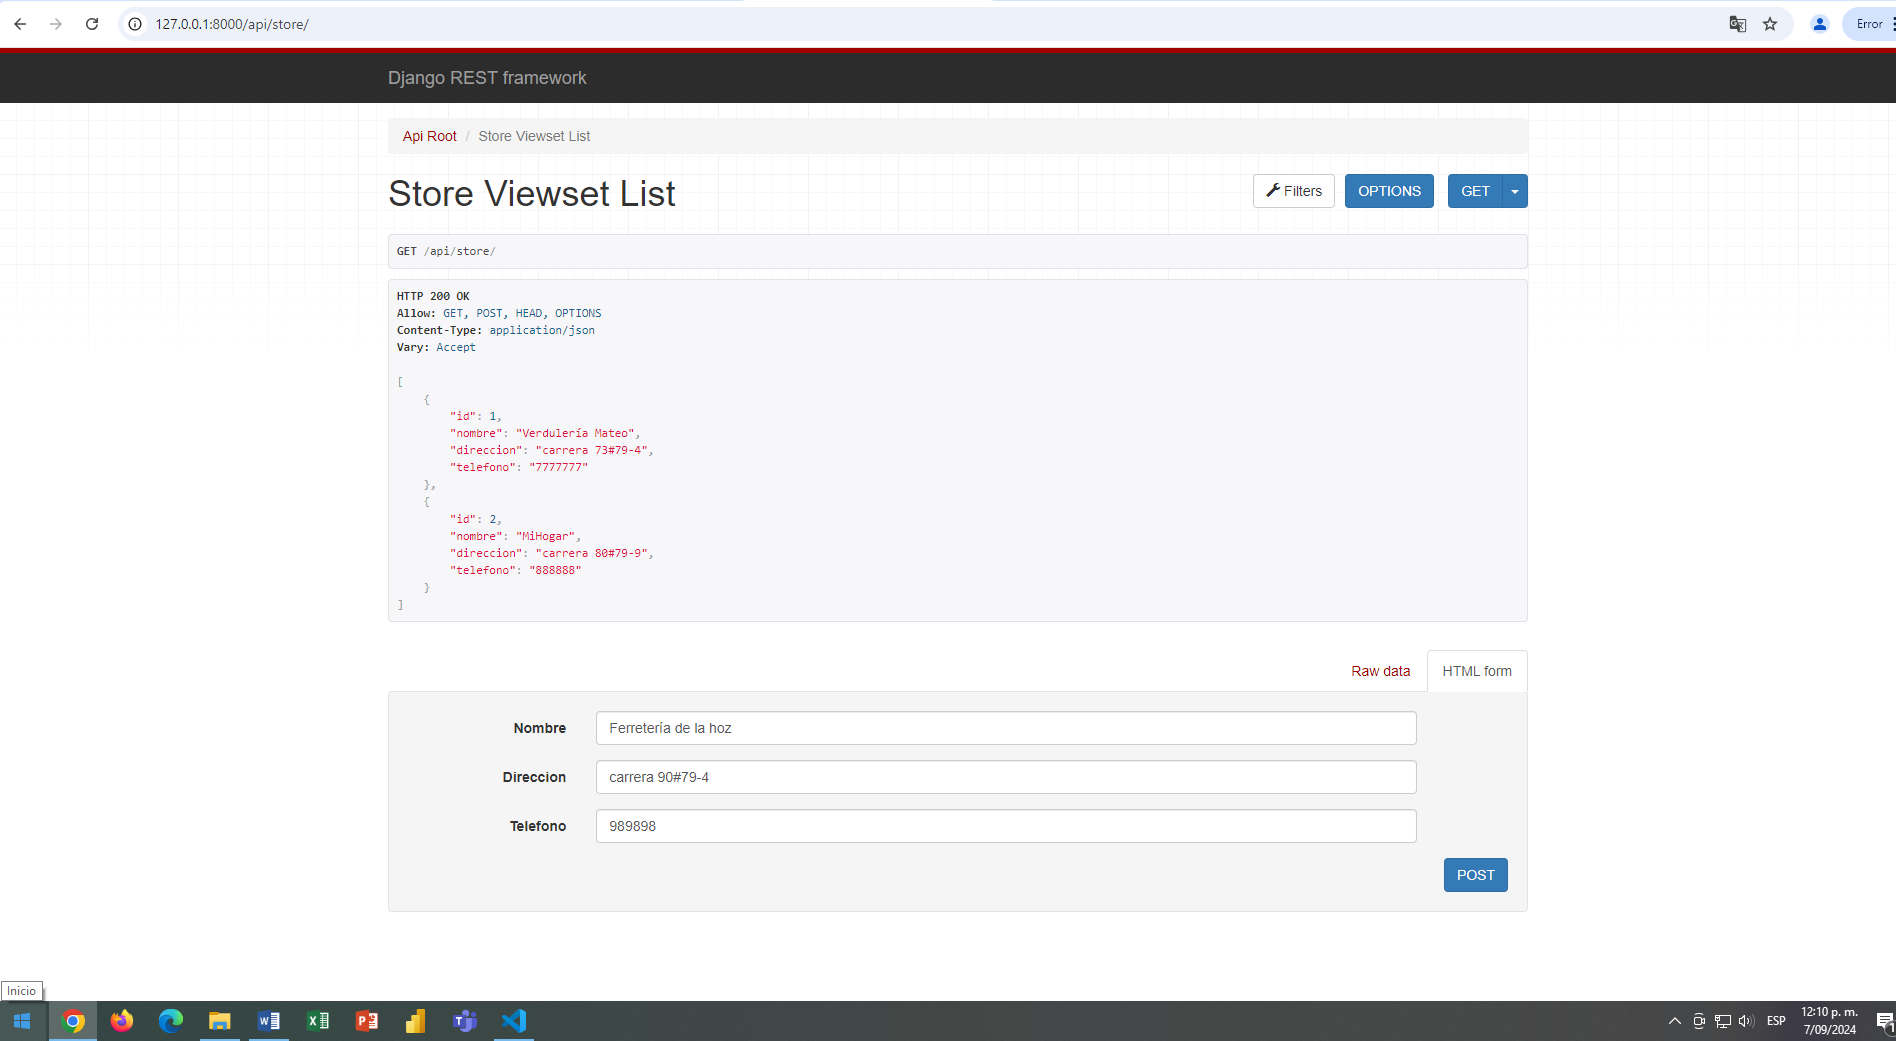 127.0.0.1:8000/api/store/
Error
Django REST framework
Api Root / Store Viewset List
Store Viewset List
Filters
OPTIONS
GET
GET /api/store/
HTTP 200 OK
Allow: GET, POST, HEAD, OPTIONS
Content-Type: application/json
Vary: Accept
[
    {
        "id": 1,
        "nombre": "Verdulería Mateo",
        "direccion": "carrera 73#79-4",
        "telefono": "7777777"
    },
    {
        "id": 2,
        "nombre": "MiHogar",
        "direccion": "carrera 80#79-9",
        "telefono": "888888"
    }
]
Raw data
HTML form
Nombre Ferretería de la hoz
Direccion carrera 90#79-4
Telefono 989898
POST
Inicio
ESP
12:10 p. m.
7/09/2024
1